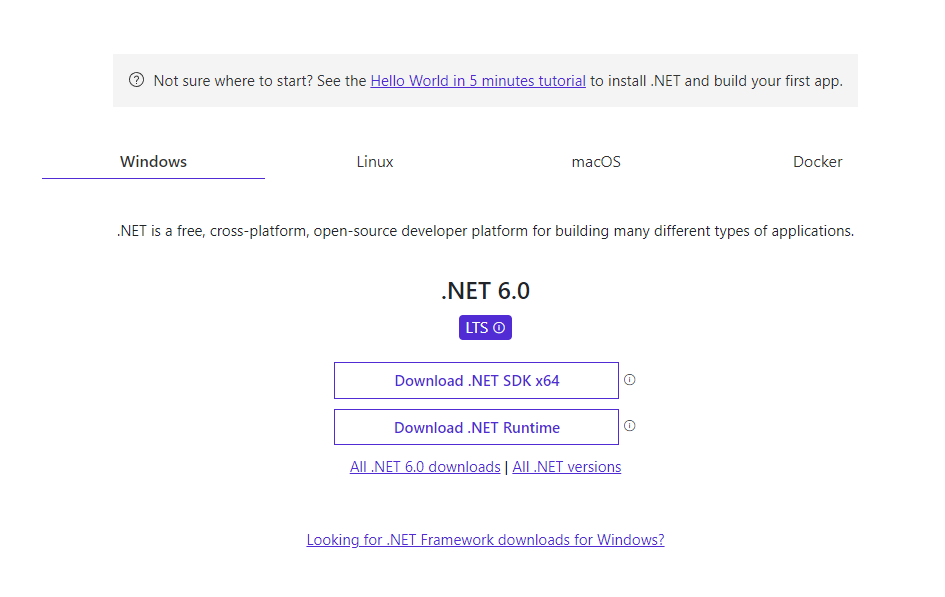 Not sure where to start? See the Hello World in 5 minutes tutorial to install .NET and build your first app.
Windows Linux macOS Docker
.NET is a free, cross-platform, open-source developer platform for building many different types of applications.
.NET 6.0
LTS
Download .NET SDK x64
Download .NET Runtime
All .NET 6.0 downloads | All .NET versions
Looking for .NET Framework downloads for Windows?